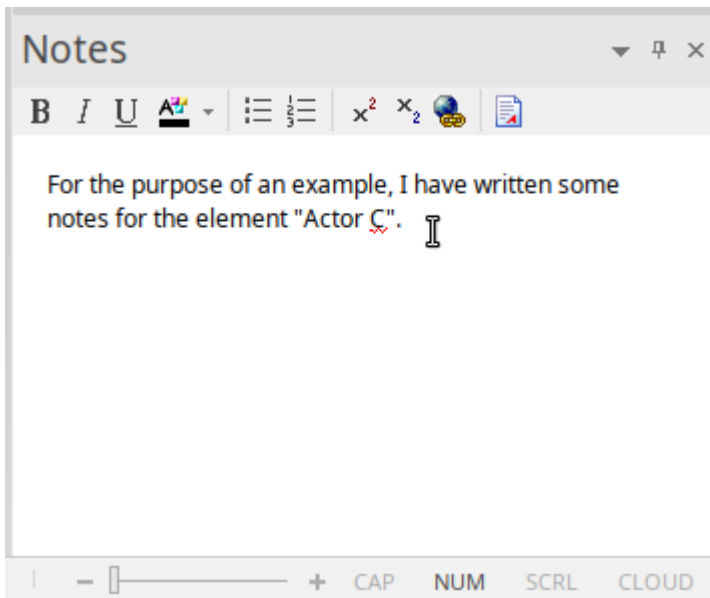 Notes
B I U A x² x₂
For the purpose of an example, I have written some
notes for the element "Actor C".
CAP NUM SCRL CLOUD